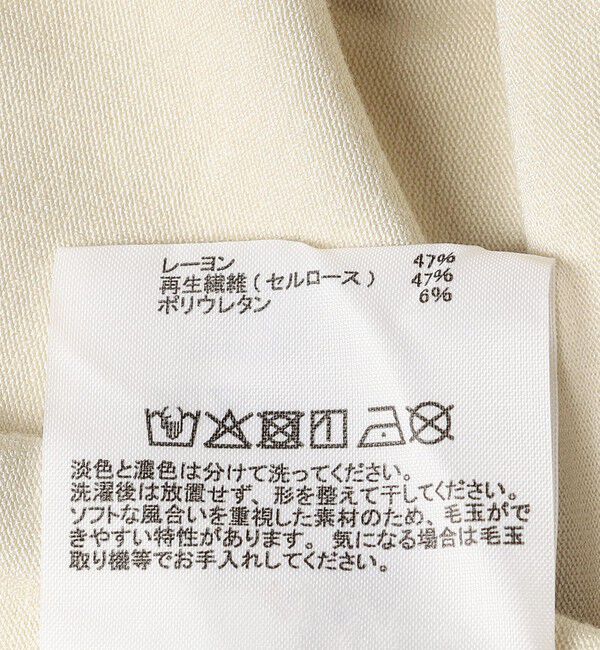 レーヨン 47%
再生繊維(セルロース) 47%
ポリウレタン 6%
淡色と濃色は分けて洗ってください。
洗濯後は放置せず、形を整えて干してください。
ソフトな風合いを重視した素材のため、毛玉がで
きやすい特性があります。気になる場合は毛玉
取り機等でお手入れしてください。